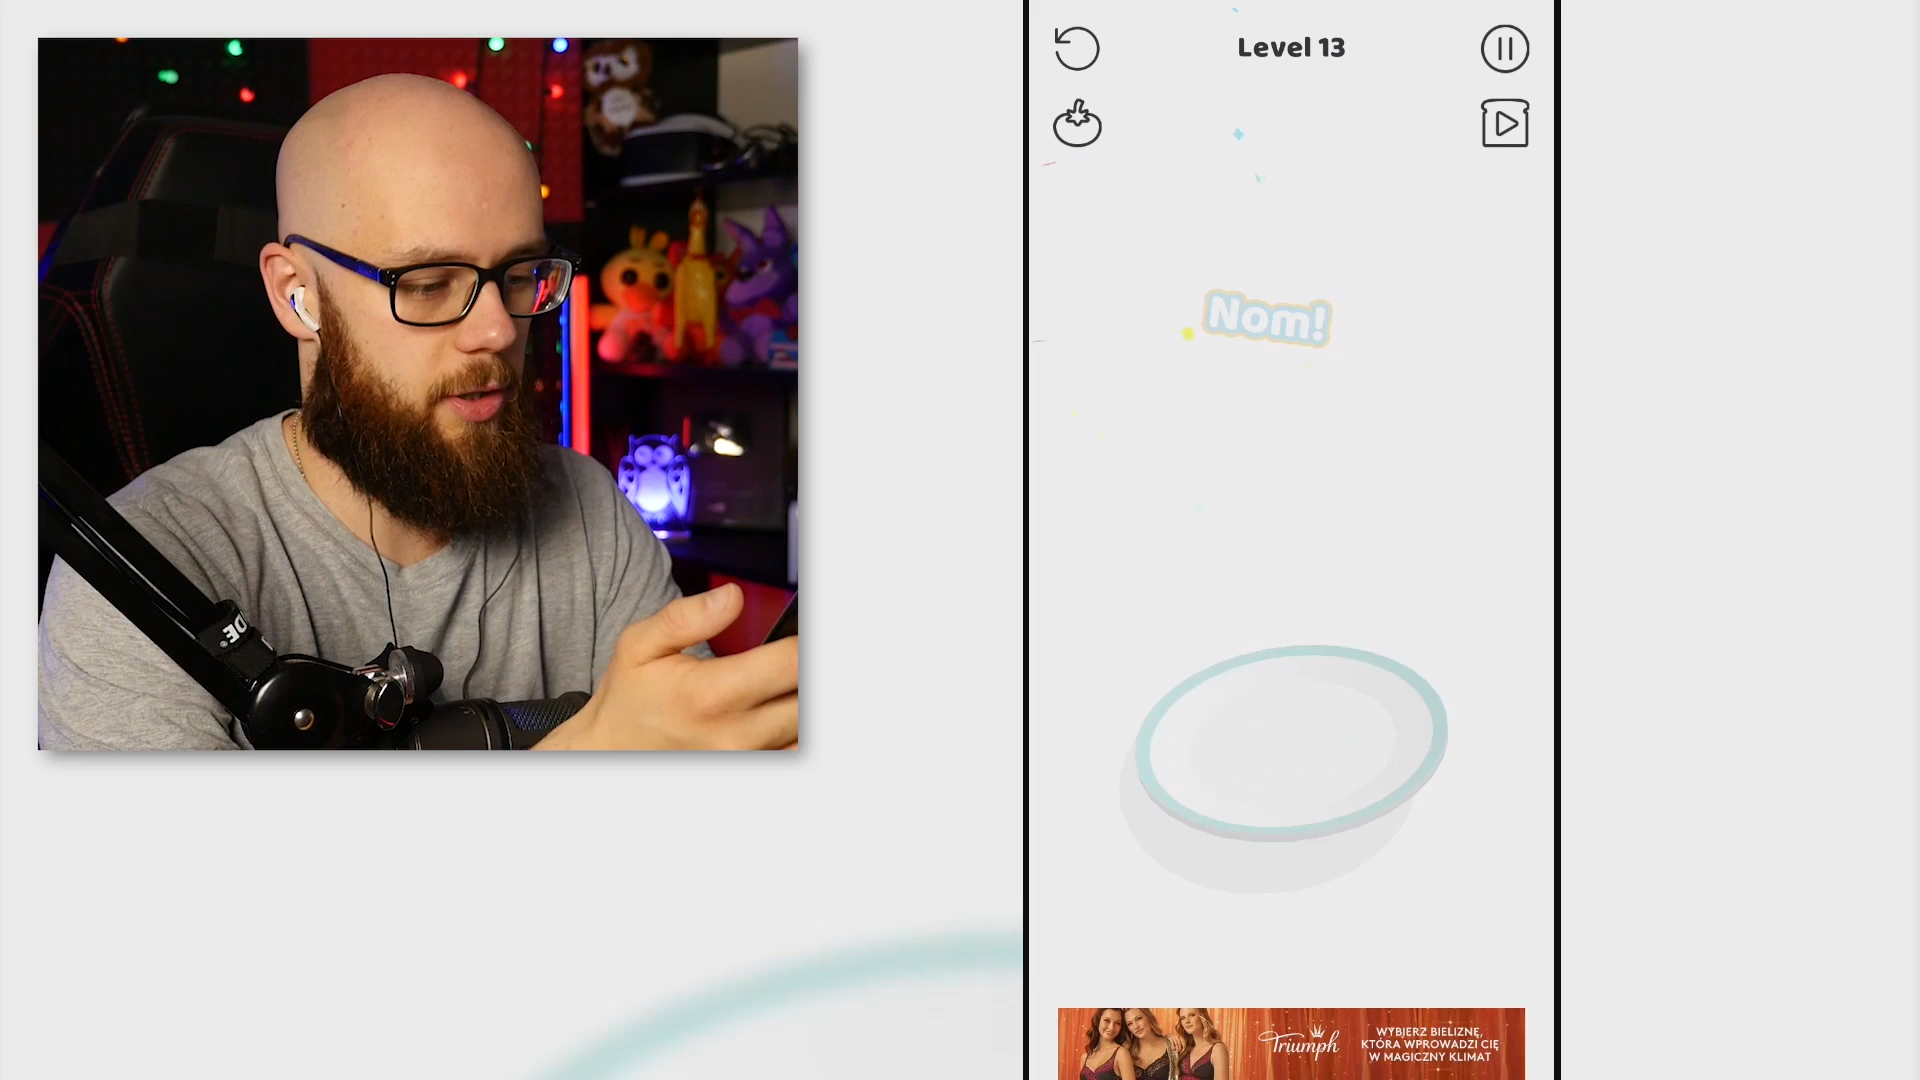 Level 13
Nom!
Triumph
WYBIERZ BIELIZNĘ,
KTÓRA WPROWADZI CIĘ
W MAGICZNY KLIMAT